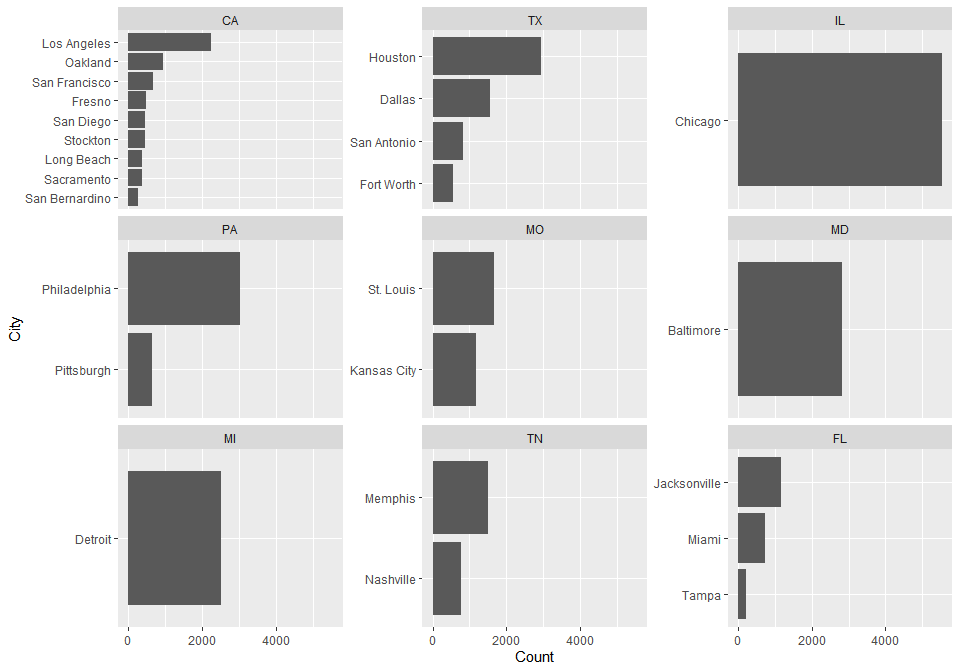 CA
Los Angeles
Oakland
San Francisco
Fresno
San Diego
Stockton
Long Beach
Sacramento
San Bernardino
TX
Houston
Dallas
San Antonio
Fort Worth
IL
Chicago
PA
Philadelphia
Pittsburgh
MO
St. Louis
Kansas City
MD
Baltimore
MI
Detroit
TN
Memphis
Nashville
FL
Jacksonville
Miami
Tampa
0 2000 4000
0 2000 4000
0 2000 4000
City
Count